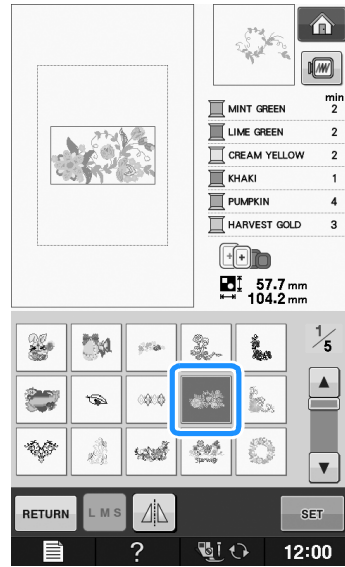 min
MINT GREEN 2
LIME GREEN 2
CREAM YELLOW 2
KHAKI 1
PUMPKIN 4
HARVEST GOLD 3
57.7 mm
104.2 mm
1/5
Spring
RETURN
L M S
SET
?
12:00